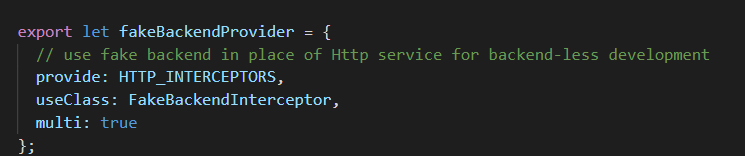 export let fakeBackendProvider = {
  // use fake backend in place of Http service for backend-less development
  provide: HTTP_INTERCEPTORS,
  useClass: FakeBackendInterceptor,
  multi: true
};